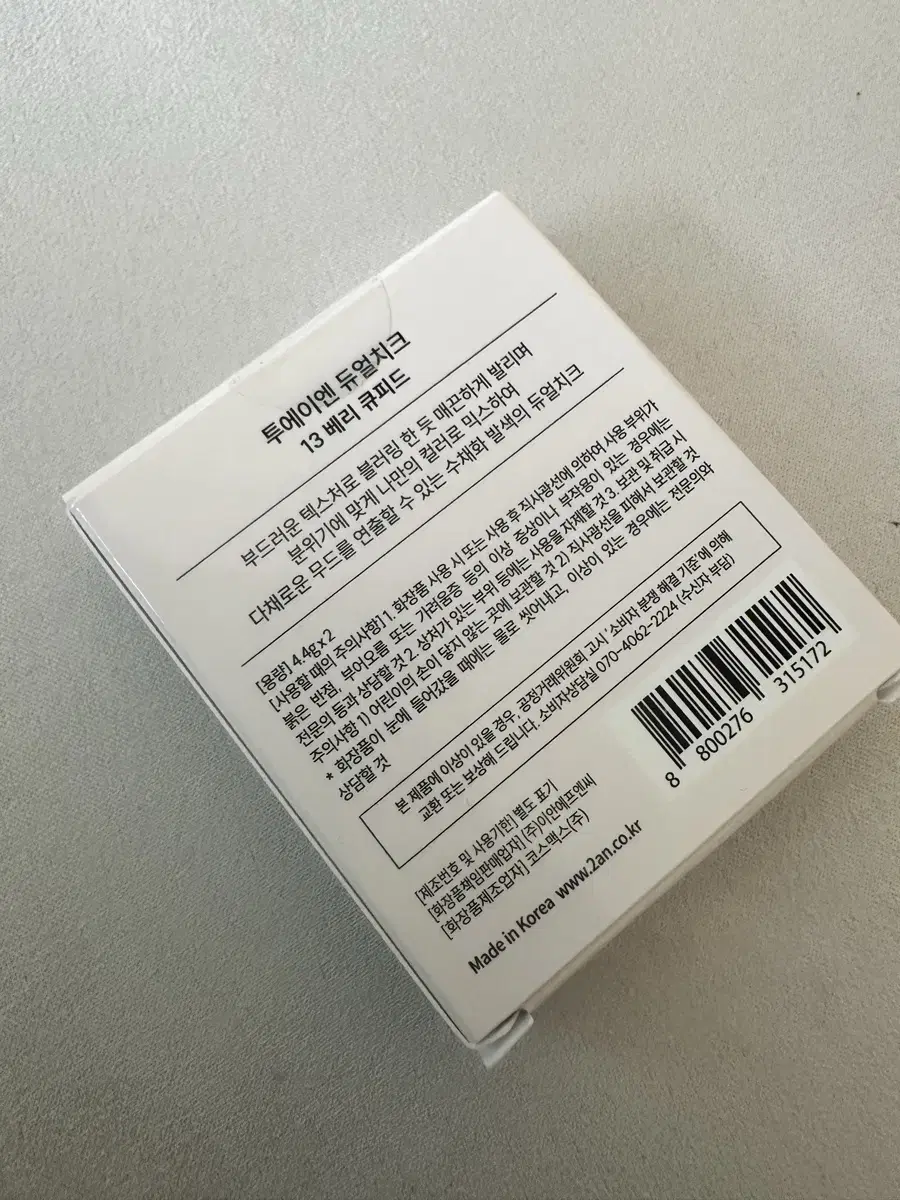 투에이엔 듀얼치크
13 베리 큐피드
부드러운 텍스처로 블러링 한 듯 매끈하게 발리며
분위기에 맞게 나만의 컬러로 믹스하여
다채로운 무드를 연출할 수 있는 수채화 발색의 듀얼치크
[용량] 4.4g x 2
[사용할 때의 주의사항] 1. 화장품 사용 시 또는 사용 후 직사광선에 의하여 사용 부위가
붉은 반점, 부어오름 또는 가려움증 등의 이상 증상이나 부작용이 있는 경우에는
전문의 등과 상담할 것 2. 상처가 있는 부위 등에는 사용을 자제할 것 3. 보관 및 취급 시
주의사항 1) 어린이의 손이 닿지 않는 곳에 보관할 것 2) 직사광선을 피해서 보관할 것
* 화장품이 눈에 들어갔을 때에는 물로 씻어내고, 이상이 있는 경우에는 전문의와
상담할 것
본 제품에 이상이 있을 경우, 공정거래위원회 고시 '소비자 분쟁 해결 기준'에 의해
교환 또는 보상해 드립니다. 소비자상담실 070-4062-2224 (수신자 부담)
[제조번호 및 사용기한] 별도 표기
[화장품책임판매업자] (주)이안에프엔씨
[화장품제조업자] 코스맥스(주)
Made in Korea www.2an.co.kr
8 800276 315172